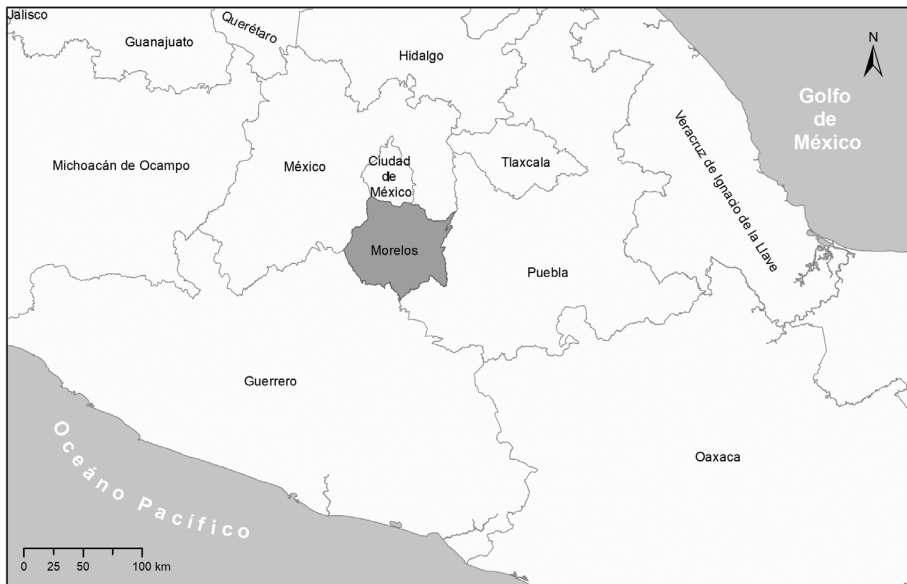 Jalisco
Querétaro
Guanajuato
Hidalgo
N
Golfo
de
México
Michoacán de Ocampo
México
Ciudad
de
México
Tlaxcala
Veracruz de Ignacio de la Llave
Morelos
Puebla
Guerrero
Oaxaca
Oceáno Pacífico
0 25 50 100 km